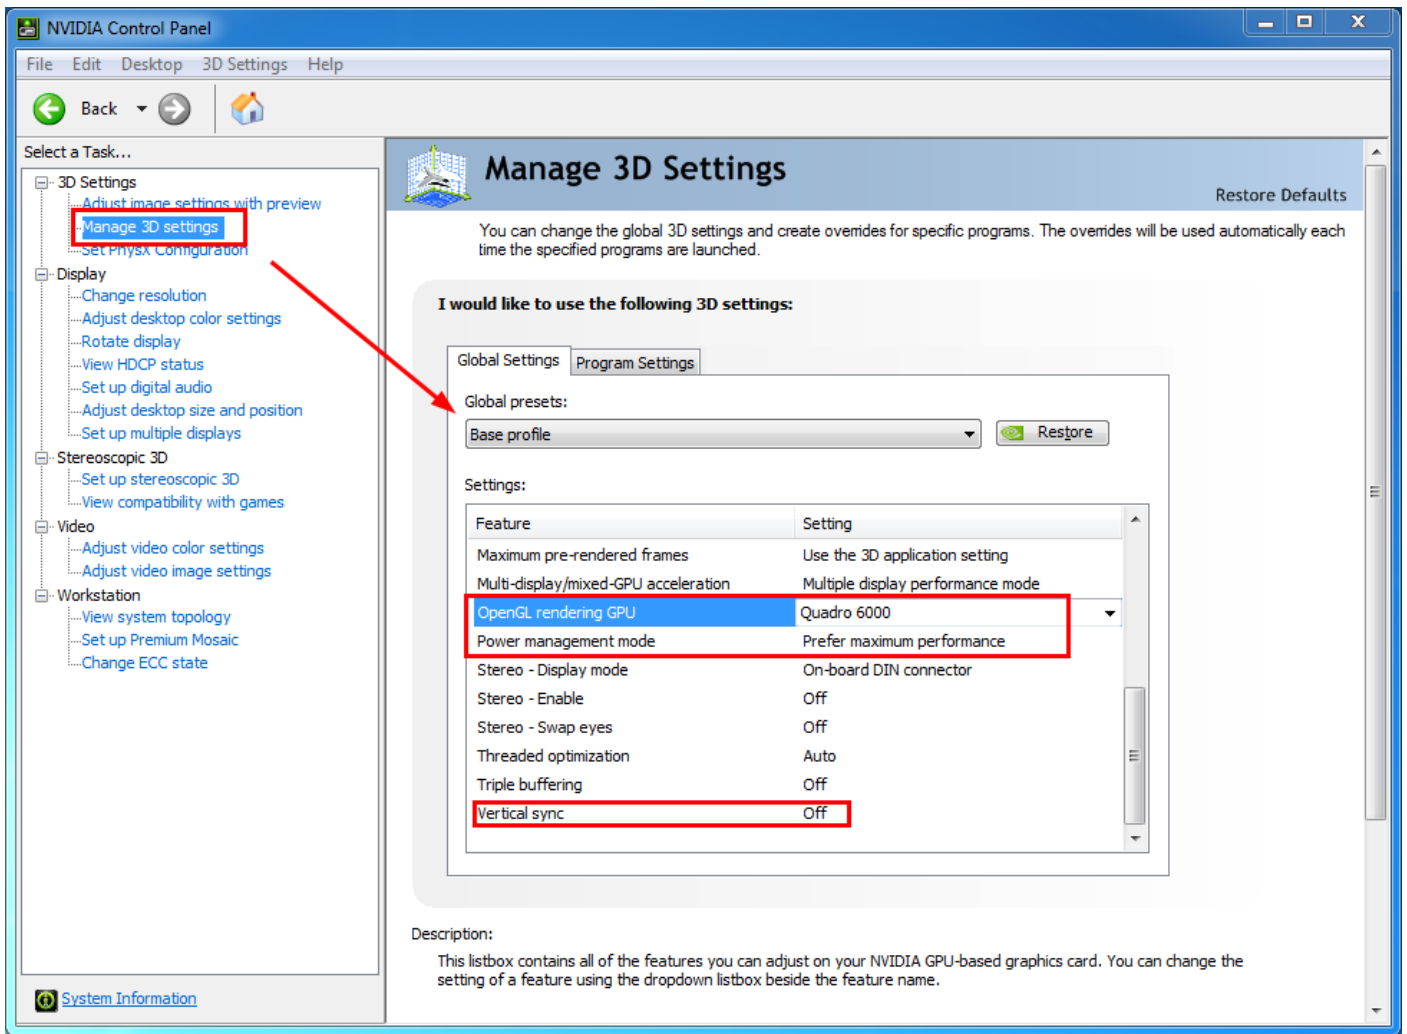 NVIDIA Control Panel
File Edit Desktop 3D Settings Help
Back
Select a Task...
3D Settings
Adjust image settings with preview
Manage 3D settings
Set PhysX Configuration
Display
Change resolution
Adjust desktop color settings
Rotate display
View HDCP status
Set up digital audio
Adjust desktop size and position
Set up multiple displays
Stereoscopic 3D
Set up stereoscopic 3D
View compatibility with games
Video
Adjust video color settings
Adjust video image settings
Workstation
View system topology
Set up Premium Mosaic
Change ECC state
System Information
Manage 3D Settings
Restore Defaults
You can change the global 3D settings and create overrides for specific programs. The overrides will be used automatically each
time the specified programs are launched.
I would like to use the following 3D settings:
Global Settings Program Settings
Global presets:
Base profile Restore
Settings:
Feature Setting
Maximum pre-rendered frames Use the 3D application setting
Multi-display/mixed-GPU acceleration Multiple display performance mode
OpenGL rendering GPU Quadro 6000
Power management mode Prefer maximum performance
Stereo - Display mode On-board DIN connector
Stereo - Enable Off
Stereo - Swap eyes Off
Threaded optimization Auto
Triple buffering Off
Vertical sync Off
Description:
This listbox contains all of the features you can adjust on your NVIDIA GPU-based graphics card. You can change the
setting of a feature using the dropdown listbox beside the feature name.